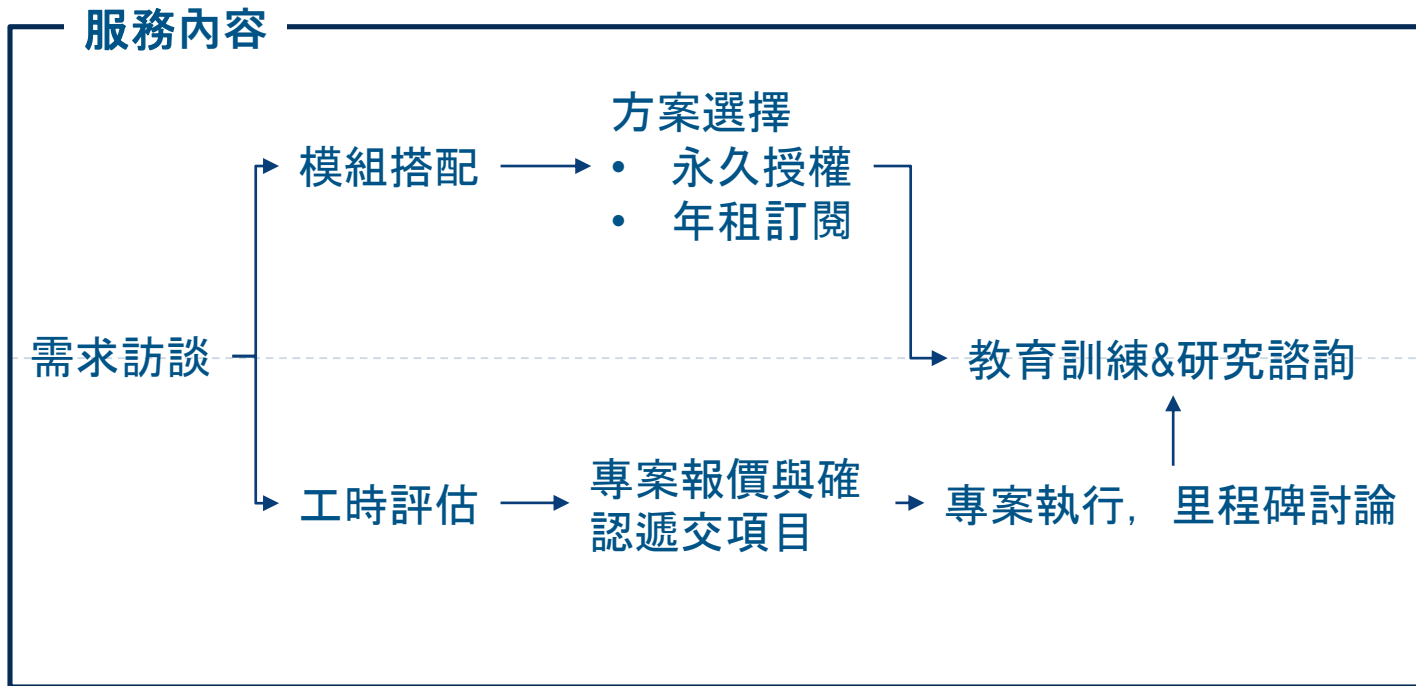 服務內容
方案選擇
模組搭配
• 永久授權
• 年租訂閱
需求訪談
教育訓練&研究諮詢
工時評估
專案報價與確
認遞交項目
專案執行, 里程碑討論